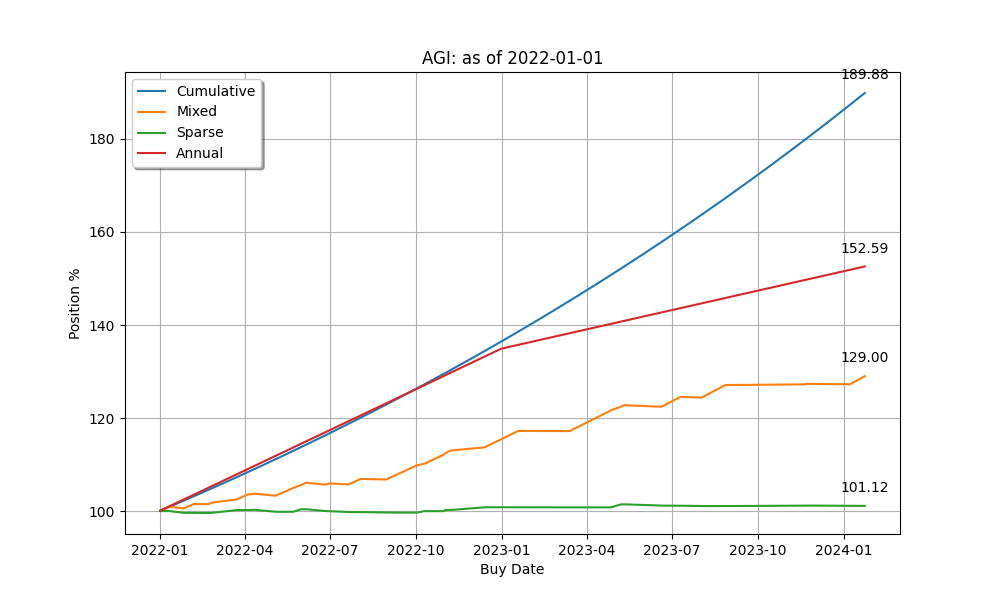 AGI: as of 2022-01-01
189.88
Cumulative
Mixed
Sparse
Annual
180
160
152.59
Position %
140
129.00
120
101.12
100
2022-01 2022-04 2022-07 2022-10 2023-01 2023-04 2023-07 2023-10 2024-01
Buy Date